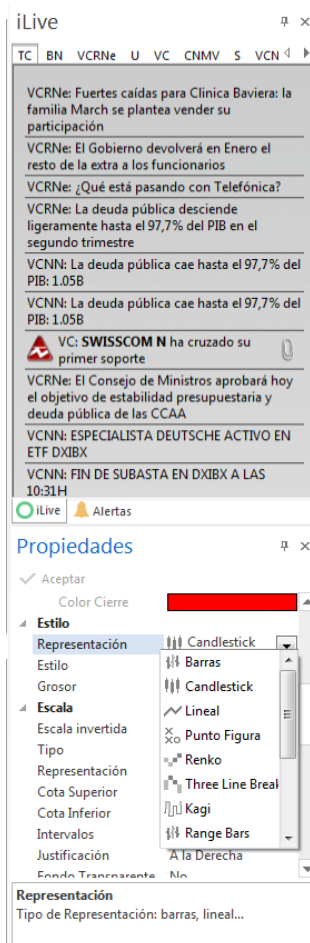 iLive
TC BN VCRNe U VC CNMV S VCN
VCRNe: Fuertes caídas para Clinica Baviera: la
familia March se plantea vender su
participación
VCRNe: El Gobierno devolverá en Enero el
resto de la extra a los funcionarios
VCRNe: ¿Qué está pasando con Telefónica?
VCRNe: La deuda pública desciende
ligeramente hasta el 97,7% del PIB en el
segundo trimestre
VCNN: La deuda pública cae hasta el 97,7% del
PIB: 1.05B
VCNN: La deuda pública cae hasta el 97,7% del
PIB: 1.05B
VC: SWISSCOM N ha cruzado su
primer soporte
VCRNe: El Consejo de Ministros aprobará hoy
el objetivo de estabilidad presupuestaria y
deuda pública de las CCAA
VCNN: ESPECIALISTA DEUTSCHE ACTIVO EN
ETF DXIBX
VCNN: FIN DE SUBASTA EN DXIBX A LAS
10:31H
iLive Alertas
Propiedades
Aceptar
Color Cierre
Estilo
Representación Candlestick
Estilo Barras
Grosor Candlestick
Escala Lineal
Escala invertida Punto Figura
Tipo Renko
Representación Three Line Break
Cota Superior Kagi
Cota Inferior Range Bars
Intervalos
Justificación A la Derecha
Fondo Transparente No
Representación
Tipo de Representación: barras, lineal...